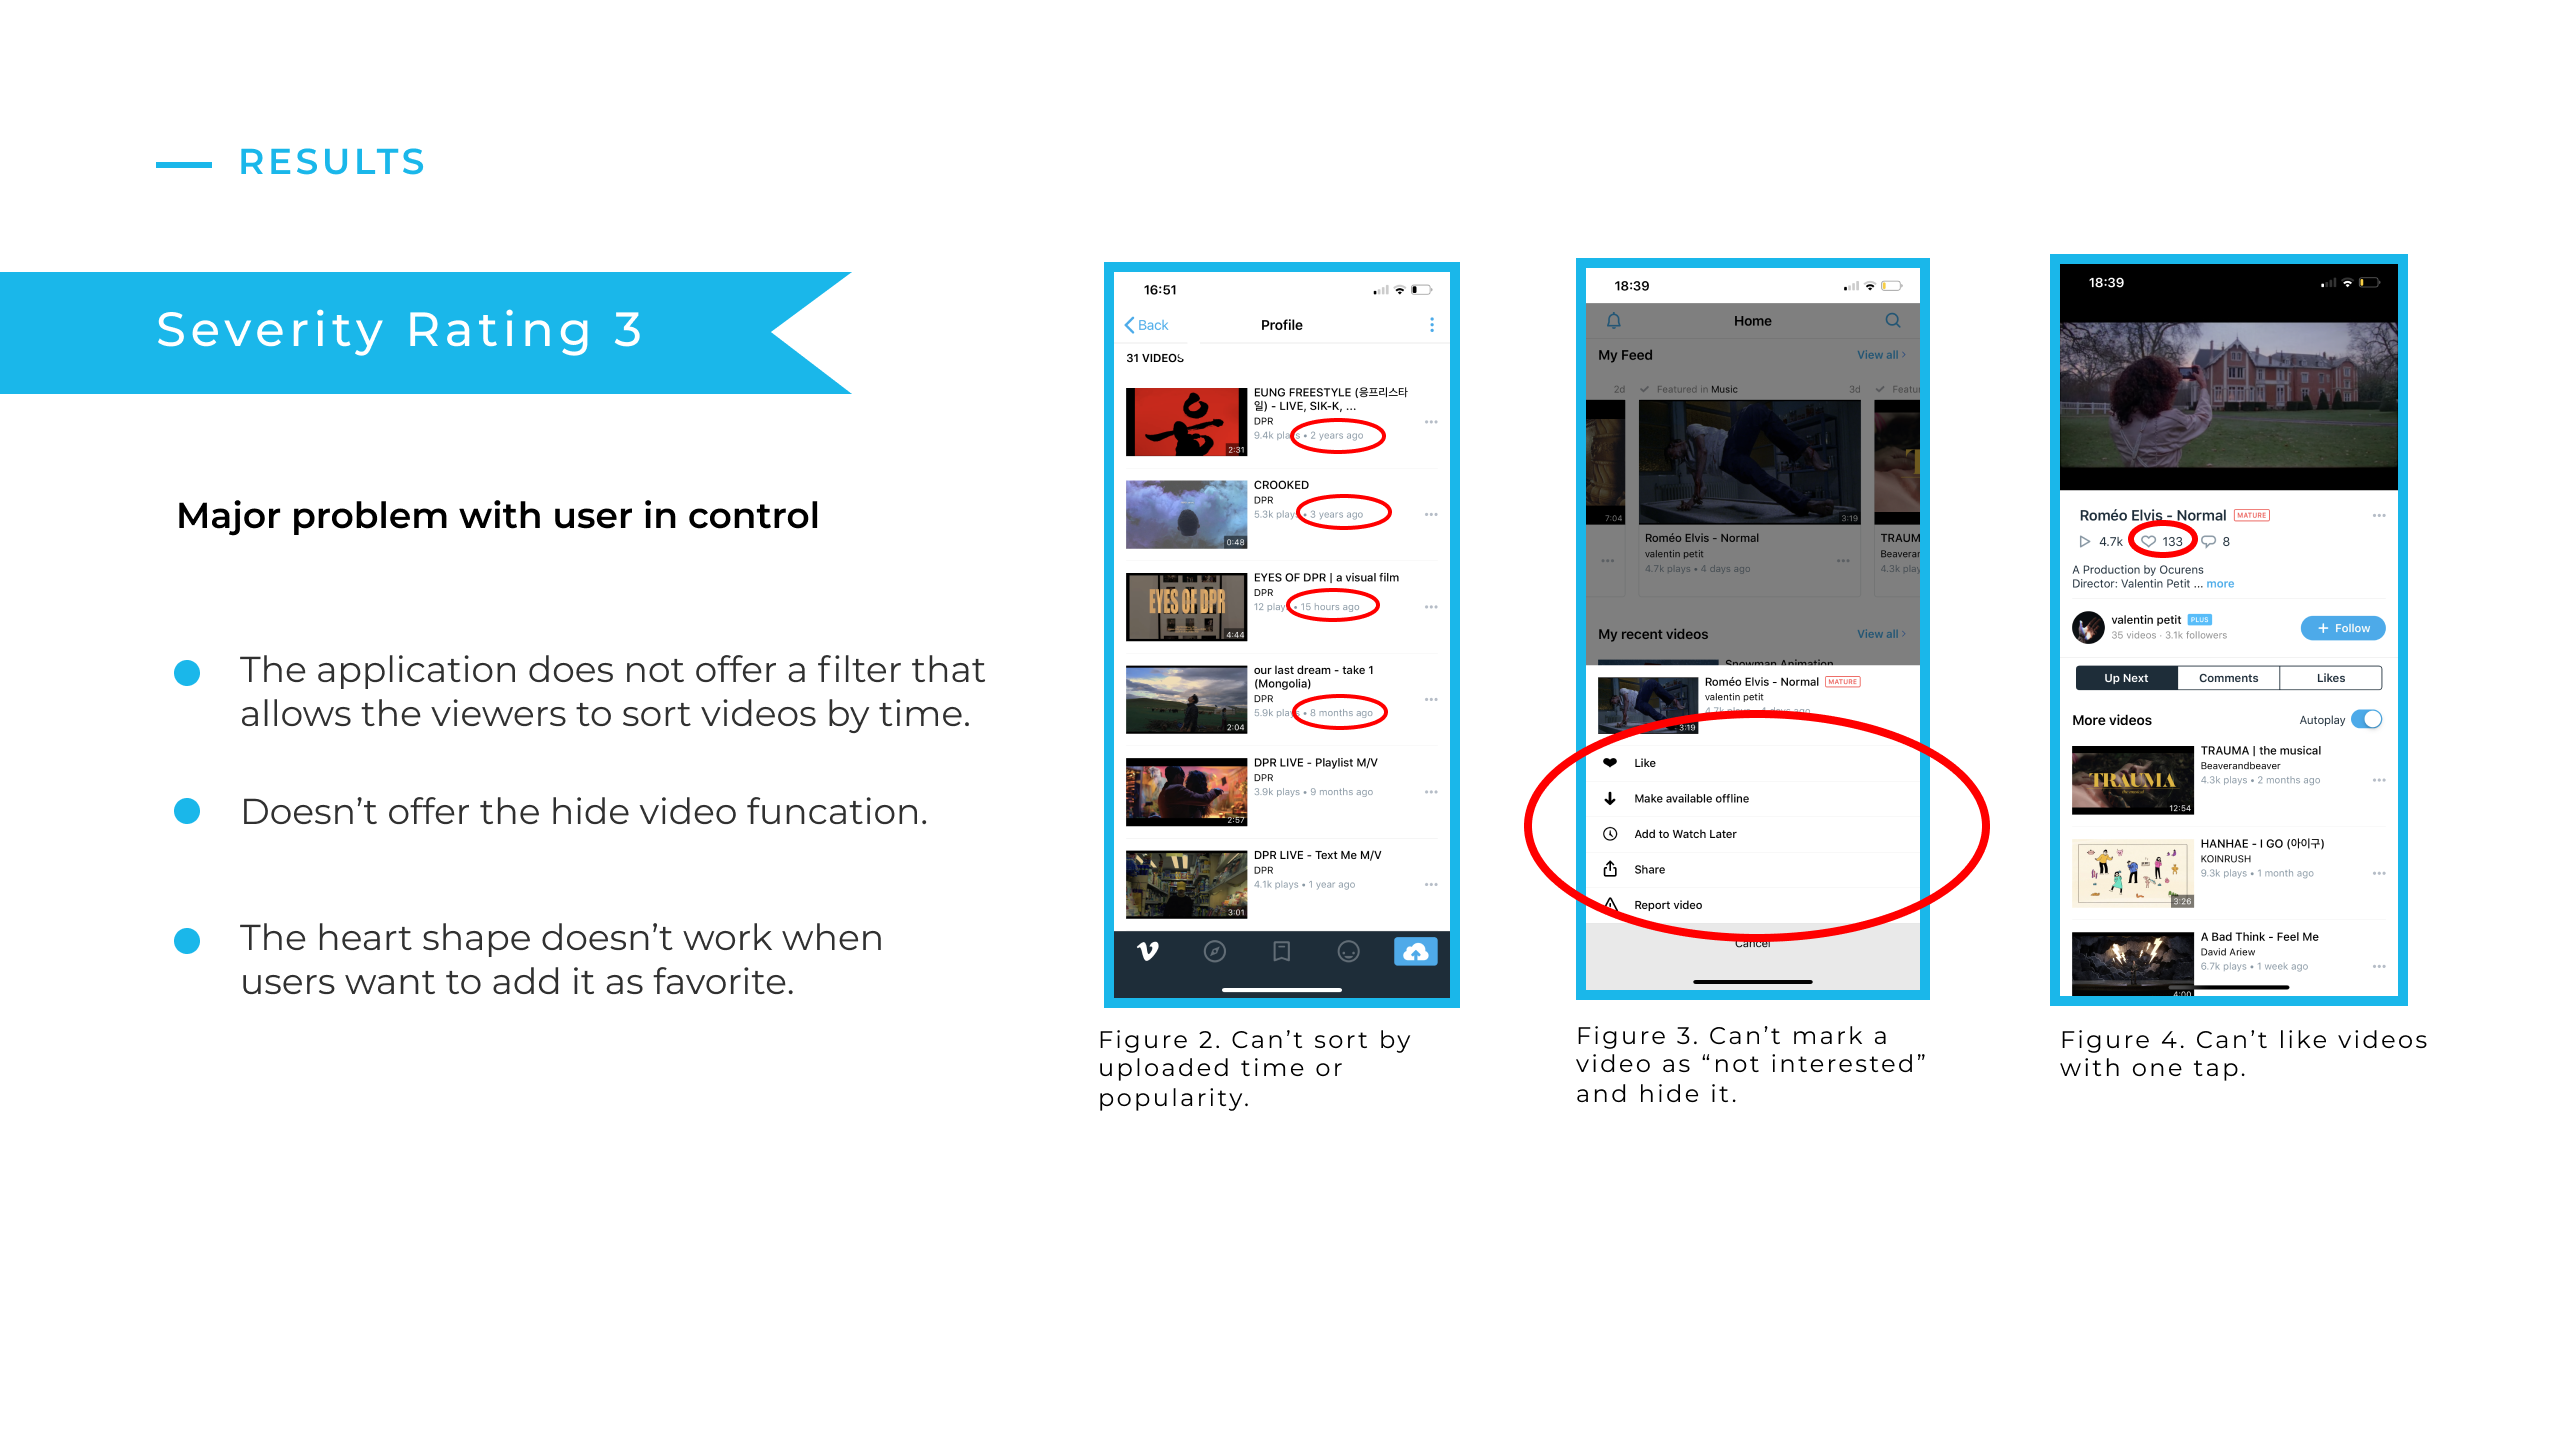 RESULTS
Severity Rating 3
Major problem with user in control
The application does not offer a filter that
allows the viewers to sort videos by time.
Doesn’t offer the hide video funcation.
The heart shape doesn’t work when
users want to add it as favorite.
16:51
Back
Profile
31 VIDEOS
EUNG FREESTYLE (응프리스타
일) - LIVE, SIK-K, ...
DPR
9.4k plays • 2 years ago
2:31
CROOKED
DPR
5.3k plays • 3 years ago
0:48
EYES OF DPR
EYES OF DPR | a visual film
DPR
12 plays • 15 hours ago
4:44
our last dream - take 1
(Mongolia)
DPR
5.9k plays • 8 months ago
2:04
DPR LIVE - Playlist M/V
DPR
3.9k plays • 9 months ago
2:57
DPR LIVE - Text Me M/V
DPR
4.1k plays • 1 year ago
3:01
Figure 2. Can’t sort by
uploaded time or
popularity.
18:39
Home
My Feed
View all
2d
Featured in Music
3d
Featu
7:04
3:19
Roméo Elvis - Normal
valentin petit
4.7k plays • 4 days ago
TRAUM
Beaverar
4.3k play
My recent videos
View all
Snowman Animation
Roméo Elvis - Normal MATURE
valentin petit
4.7k plays • 4 days ago
3:19
Like
Make available offline
Add to Watch Later
Share
Report video
Cancel
Figure 3. Can’t mark a
video as “not interested”
and hide it.
18:39
Roméo Elvis - Normal MATURE
4.7k 133 8
A Production by Ocurens
Director: Valentin Petit ... more
valentin petit PLUS
35 videos · 3.1k followers
+ Follow
Up Next Comments Likes
More videos
Autoplay
TRAUMA
TRAUMA | the musical
Beaverandbeaver
4.3k plays • 2 months ago
12:54
HANHAE - I GO (아이구)
KOINRUSH
9.3k plays • 1 month ago
3:26
A Bad Think - Feel Me
David Ariew
6.7k plays • 1 week ago
4:00
Figure 4. Can’t like videos
with one tap.